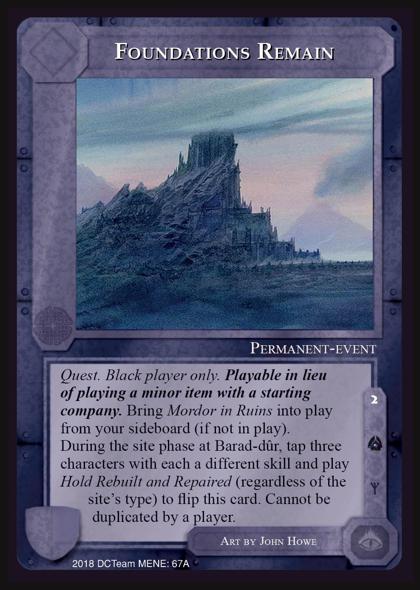 Foundations Remain
Permanent-event
Quest. Black player only. Playable in lieu
of playing a minor item with a starting
company. Bring Mordor in Ruins into play
from your sideboard (if not in play).
During the site phase at Barad-dûr, tap three
characters with each a different skill and play
Hold Rebuilt and Repaired (regardless of the
site's type) to flip this card. Cannot be
duplicated by a player.
2
Art by John Howe
2018 DCTeam MENE: 67A